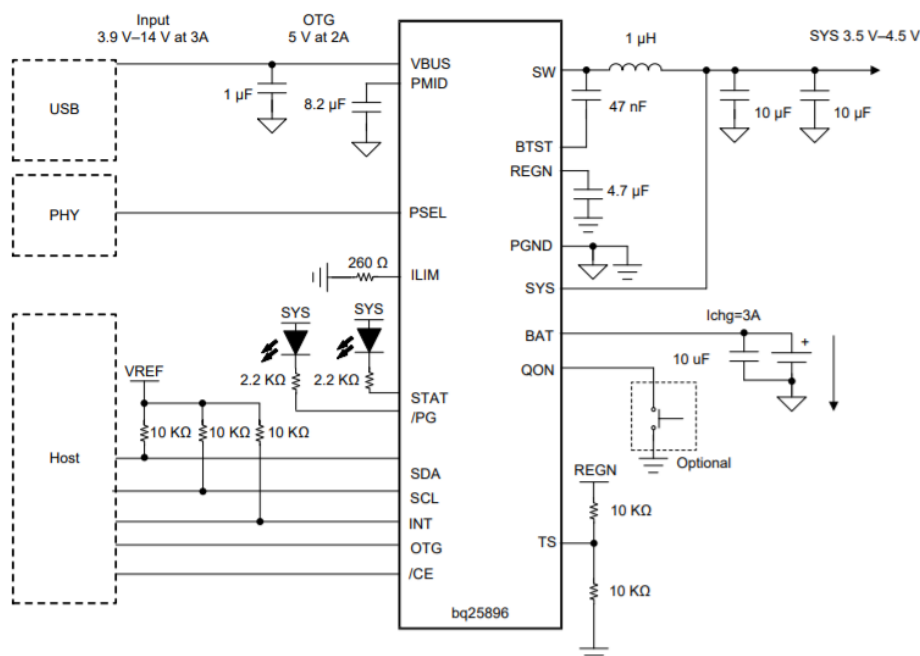 Input
3.9 V–14 V at 3A
OTG
5 V at 2A
1 µH
SYS 3.5 V–4.5 V
VBUS
PMID
SW
USB
1 µF
8.2 µF
47 nF
10 µF
10 µF
BTST
REGN
4.7 µF
PHY
PSEL
PGND
260 Ω
ILIM
SYS
SYS
SYS
Ichg=3A
BAT
+
10 uF
QON
VREF
2.2 KΩ
2.2 KΩ
STAT
/PG
10 KΩ
10 KΩ
10 KΩ
Host
Optional
SDA
REGN
SCL
10 KΩ
INT
OTG
TS
/CE
10 KΩ
bq25896